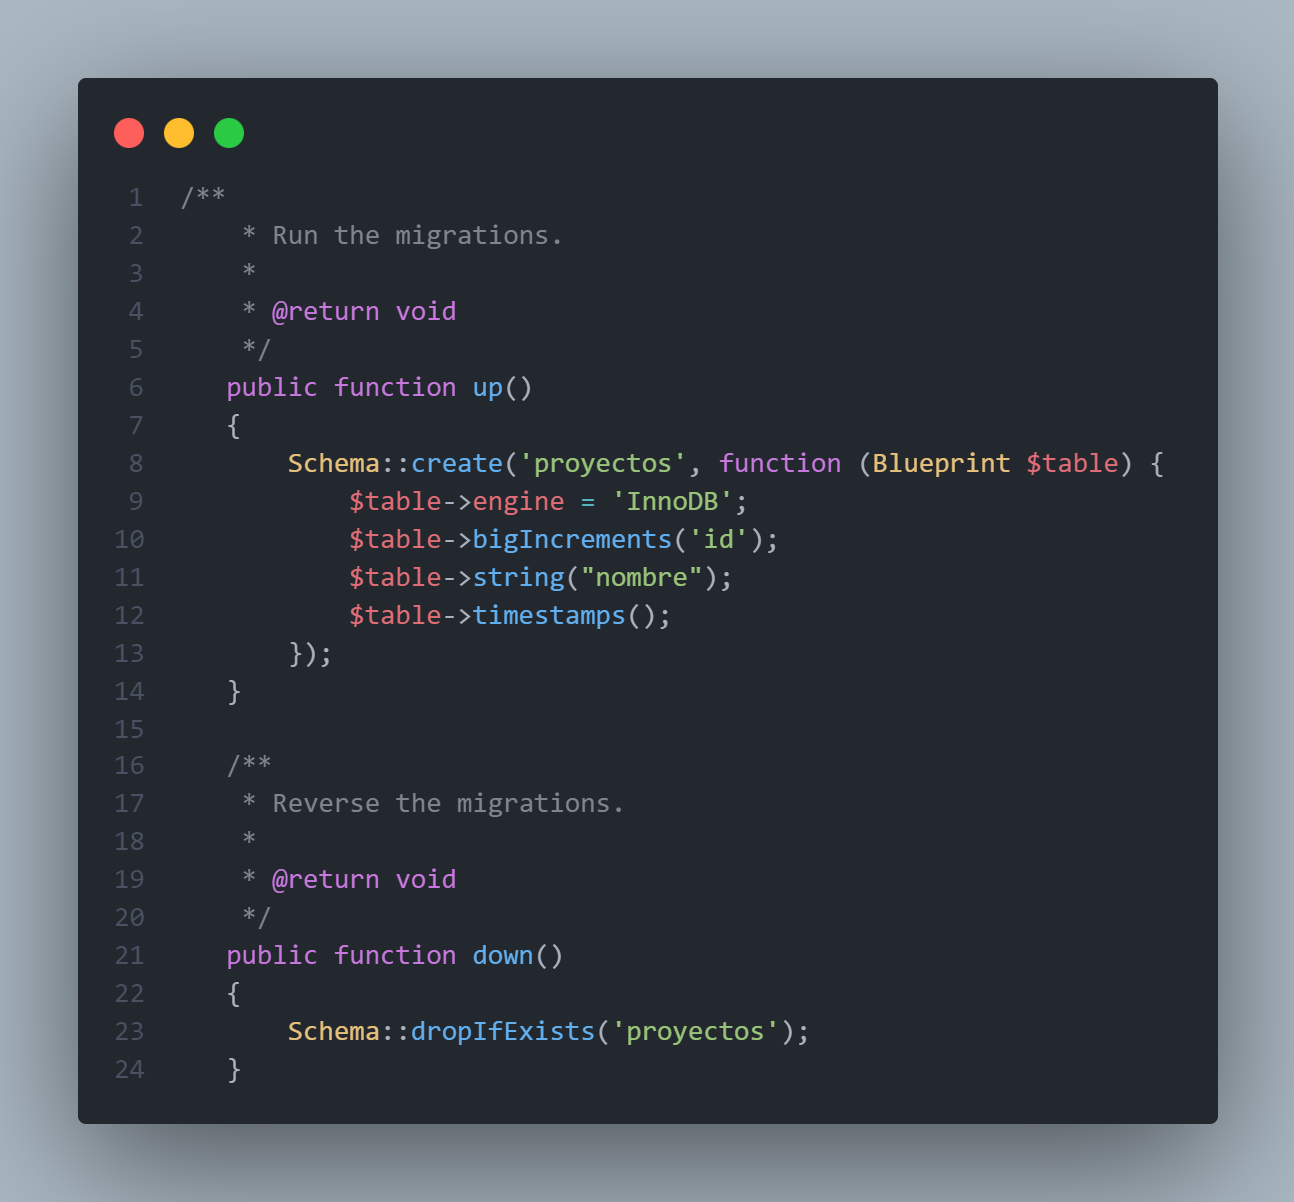 1 /**
2     * Run the migrations.
3     *
4     * @return void
5     */
6    public function up()
7    {
8        Schema::create('proyectos', function (Blueprint $table) {
9            $table->engine = 'InnoDB';
10            $table->bigIncrements('id');
11            $table->string("nombre");
12            $table->timestamps();
13        });
14    }
15
16    /**
17     * Reverse the migrations.
18     *
19     * @return void
20     */
21    public function down()
22    {
23        Schema::dropIfExists('proyectos');
24    }